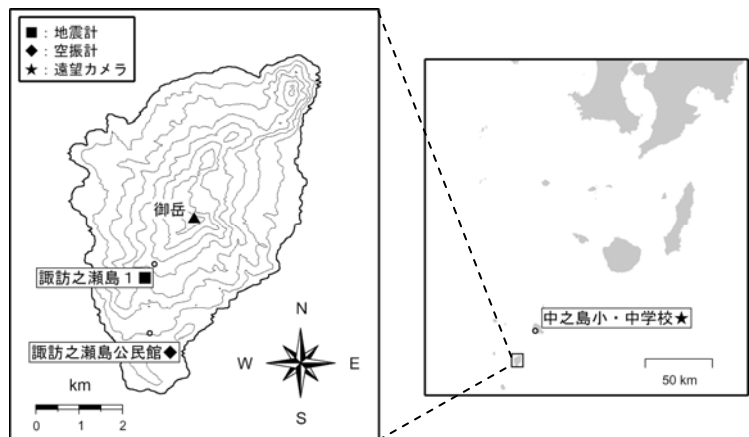 ■：地震計
◆：空振計
★：遠望カメラ
御岳
諏訪之瀬島１■
諏訪之瀬島公民館◆
N
W
E
S
km
0 1 2
中之島小・中学校★
50 km